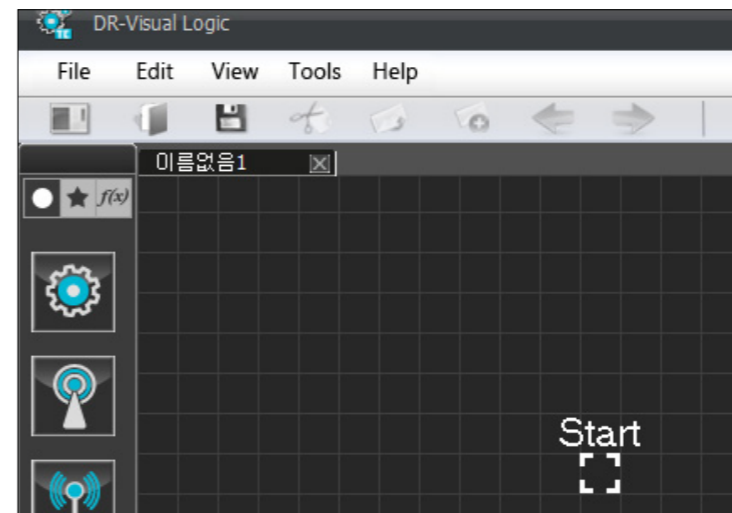 DR-Visual Logic
File Edit View Tools Help
이름없음1
f(x)
Start